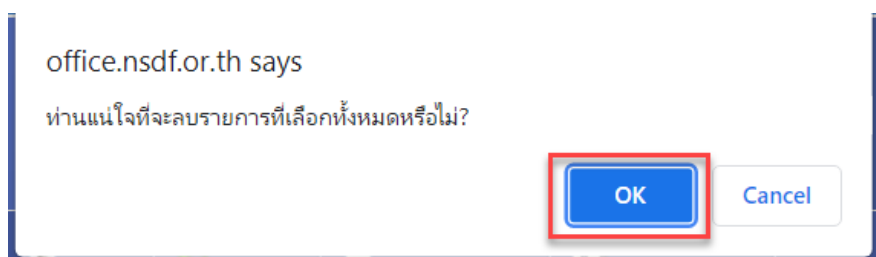 office.nsdf.or.th says
ท่านแน่ใจที่จะลบรายการที่เลือกทั้งหมดหรือไม่?
OK Cancel